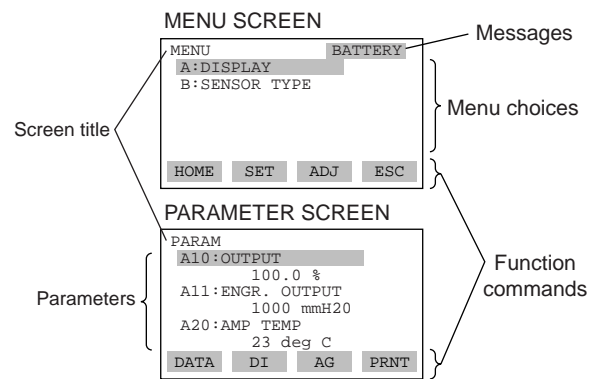 MENU SCREEN
Messages
MENU BATTERY
A:DISPLAY
B:SENSOR TYPE
Menu choices
Screen title
HOME SET ADJ ESC
PARAMETER SCREEN
PARAM
A10:OUTPUT
100.0 %
A11:ENGR. OUTPUT
1000 mmH20
A20:AMP TEMP
23 deg C
Parameters
Function
commands
DATA DI AG PRNT